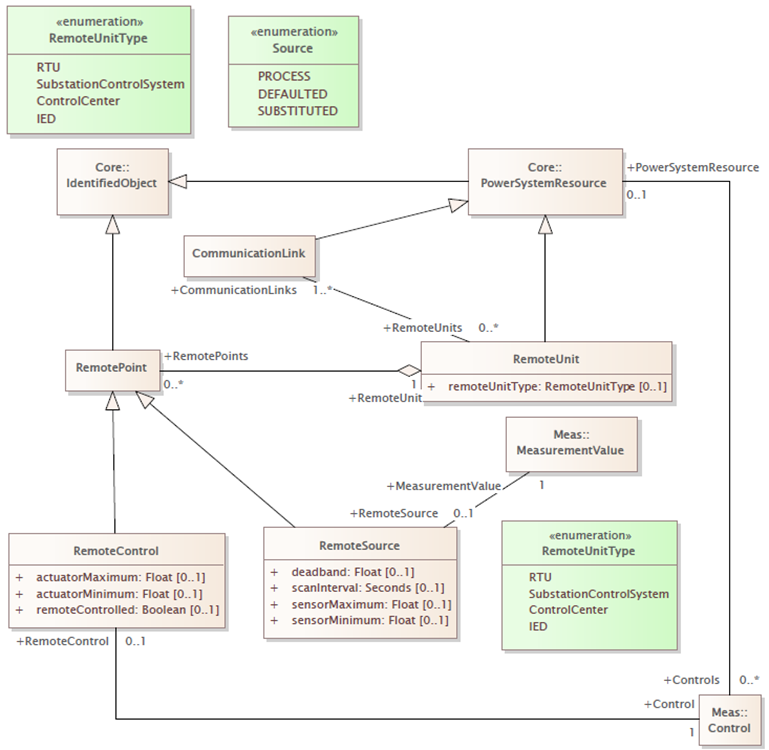 «enumeration»
RemoteUnitType
RTU
SubstationControlSystem
ControlCenter
IED
«enumeration»
Source
PROCESS
DEFAULTED
SUBSTITUTED
Core::
IdentifiedObject
Core::
PowerSystemResource
+PowerSystemResource
0..1
CommunicationLink
+CommunicationLinks 1..*
+RemoteUnits 0..*
RemotePoint
+RemotePoints
0..*
1
+RemoteUnit
RemoteUnit
+ remoteUnitType: RemoteUnitType [0..1]
Meas::
MeasurementValue
+MeasurementValue 1
+RemoteSource 0..1
RemoteControl
+ actuatorMaximum: Float [0..1]
+ actuatorMinimum: Float [0..1]
+ remoteControlled: Boolean [0..1]
RemoteSource
+ deadband: Float [0..1]
+ scanInterval: Seconds [0..1]
+ sensorMaximum: Float [0..1]
+ sensorMinimum: Float [0..1]
«enumeration»
RemoteUnitType
RTU
SubstationControlSystem
ControlCenter
IED
+RemoteControl 0..1
+Controls 0..*
+Control
1
Meas::
Control